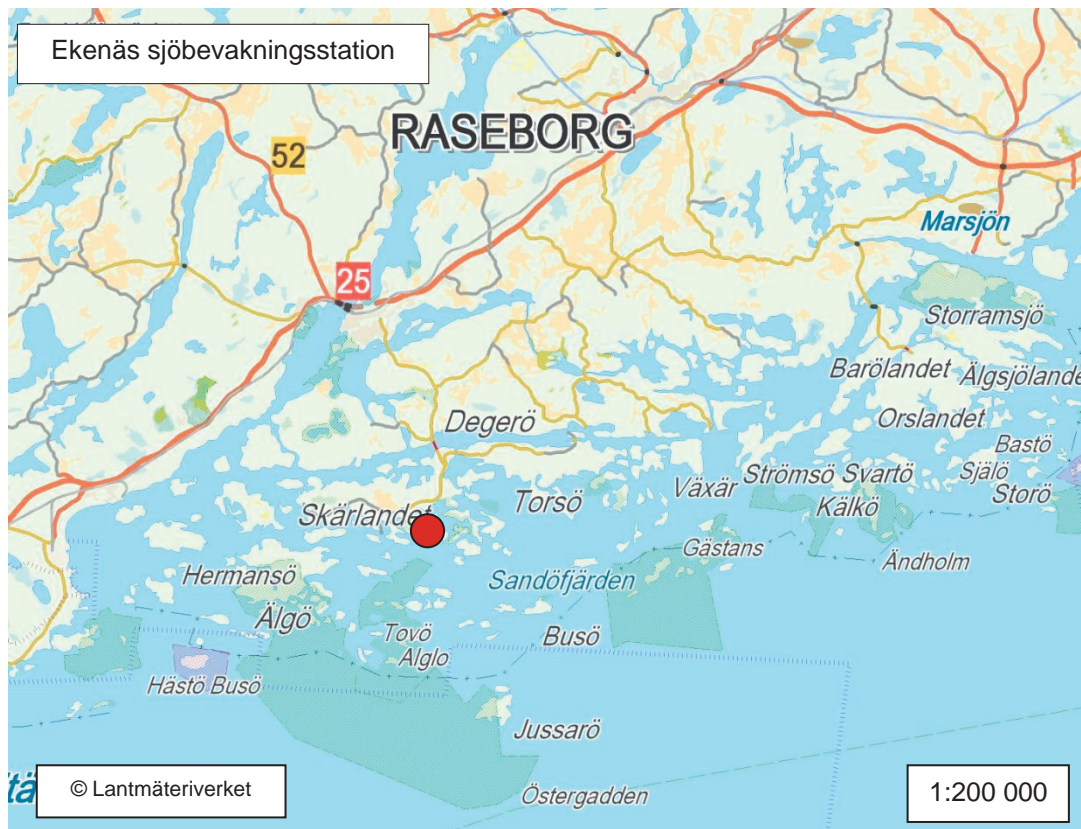 Ekenäs sjöbevakningsstation
RASEBORG
52
25
Marsjön
Storramsjö
Barölandet
Älgsjölande
Orslandet
Degerö
Bastö
Själö
Storö
Växär
Strömsö
Svartö
Kälkö
Torsö
Skärlandet
Gästans
Ändholm
Hermansö
Sandöfjärden
Älgö
Tovö
Alglo
Busö
Hästö Busö
Jussarö
Östergadden
© Lantmäteriverket
1:200 000